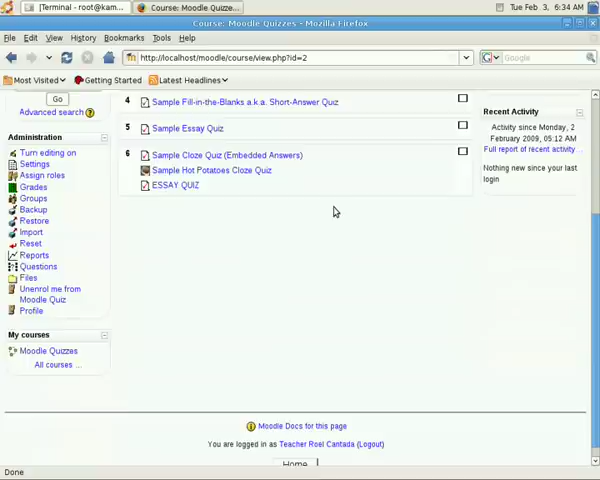 [Terminal - root@kam...
Course: Moodle Quizze...
Tue Feb 3, 6:34 AM
Course: Moodle Quizzes - Mozilla Firefox
File Edit View History Bookmarks Tools Help
http://localhost/moodle/course/view.php?id=2
Google
Most Visited
Getting Started
Latest Headlines
Go
Advanced search
Administration
Turn editing on
Settings
Assign roles
Grades
Groups
Backup
Restore
Import
Reset
Reports
Questions
Files
Unenrol me from
Moodle Quiz
Profile
My courses
Moodle Quizzes
All courses ...
4 Sample Fill-in-the-Blanks a.k.a. Short-Answer Quiz
5 Sample Essay Quiz
6 Sample Cloze Quiz (Embedded Answers)
Sample Hot Potatoes Cloze Quiz
ESSAY QUIZ
Recent Activity
Activity since Monday, 2
February 2009, 05:12 AM
Full report of recent activity...
Nothing new since your last
login
Moodle Docs for this page
You are logged in as Teacher Roel Cantada (Logout)
Home
Done